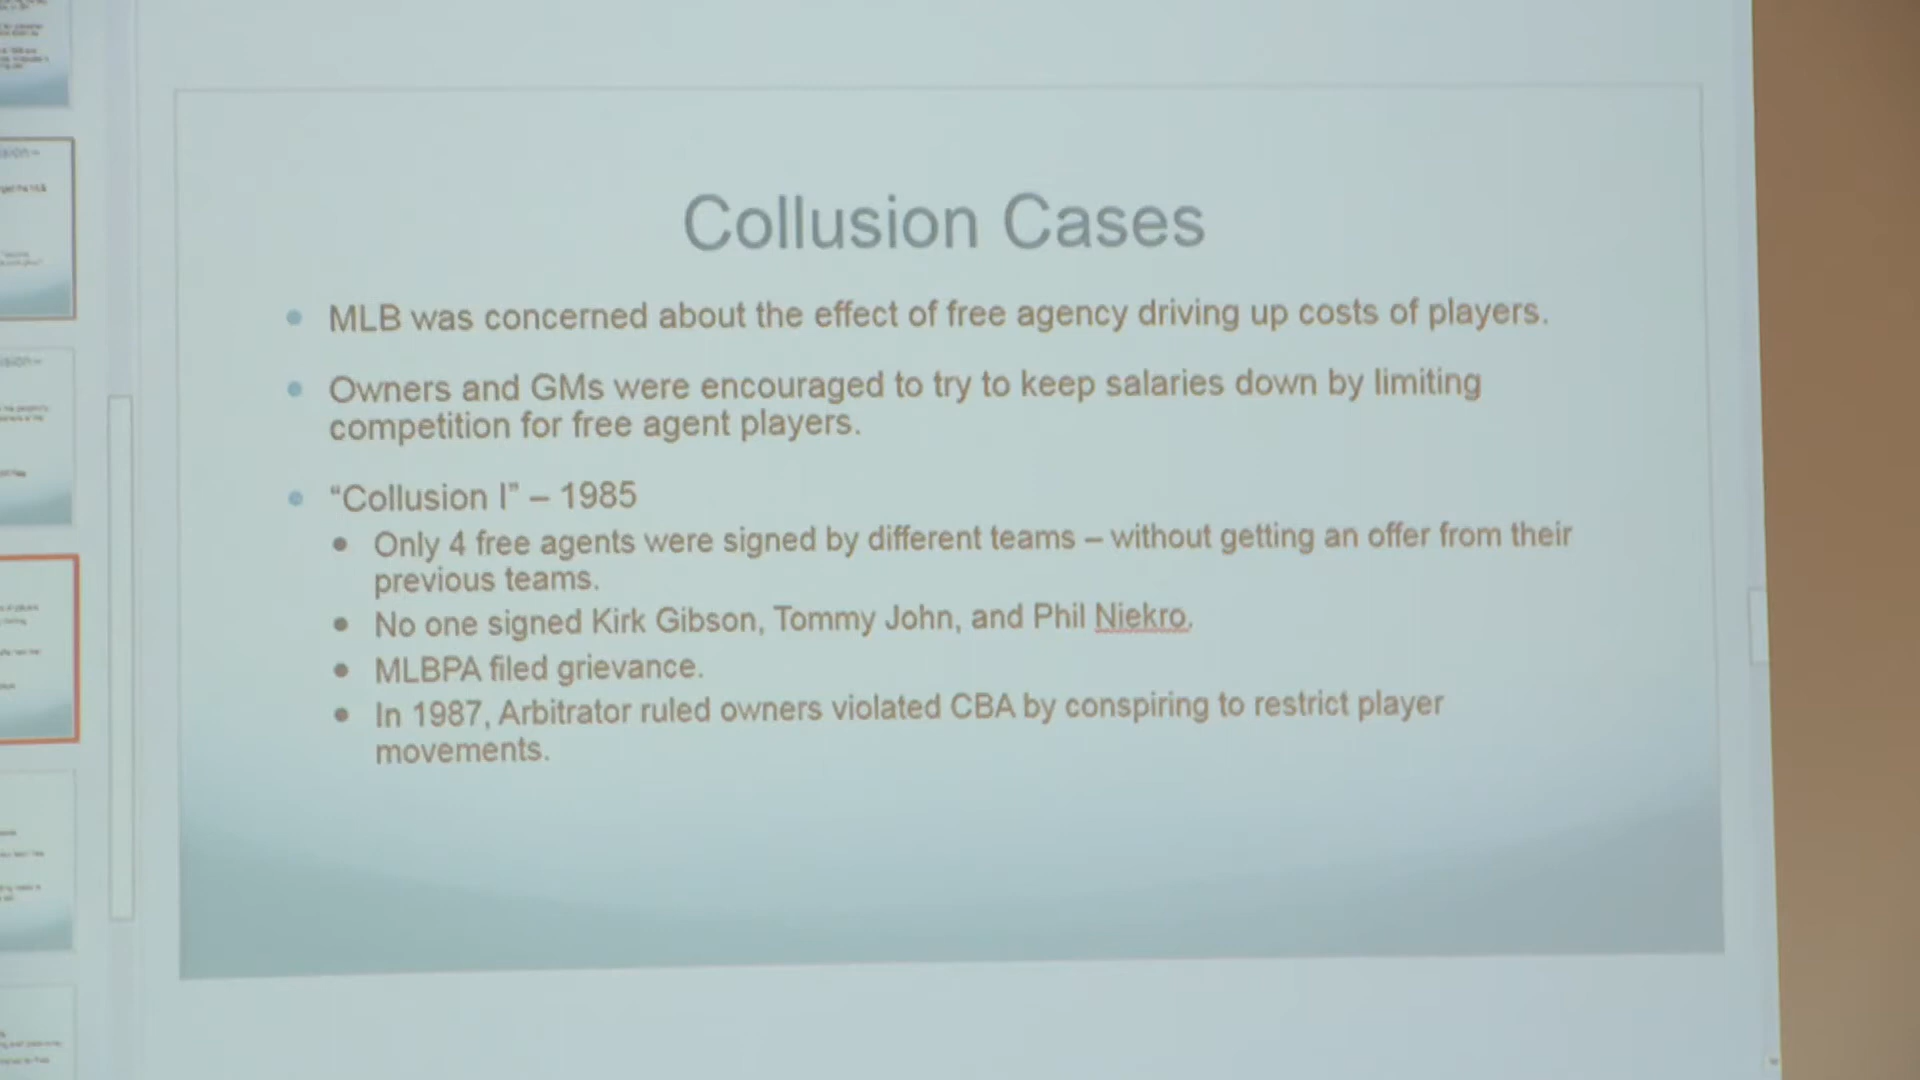 Collusion Cases
MLB was concerned about the effect of free agency driving up costs of players.
Owners and GMs were encouraged to try to keep salaries down by limiting
competition for free agent players.
“Collusion I” – 1985
Only 4 free agents were signed by different teams – without getting an offer from their
previous teams.
No one signed Kirk Gibson, Tommy John, and Phil Niekro.
MLBPA filed grievance.
In 1987, Arbitrator ruled owners violated CBA by conspiring to restrict player
movements.